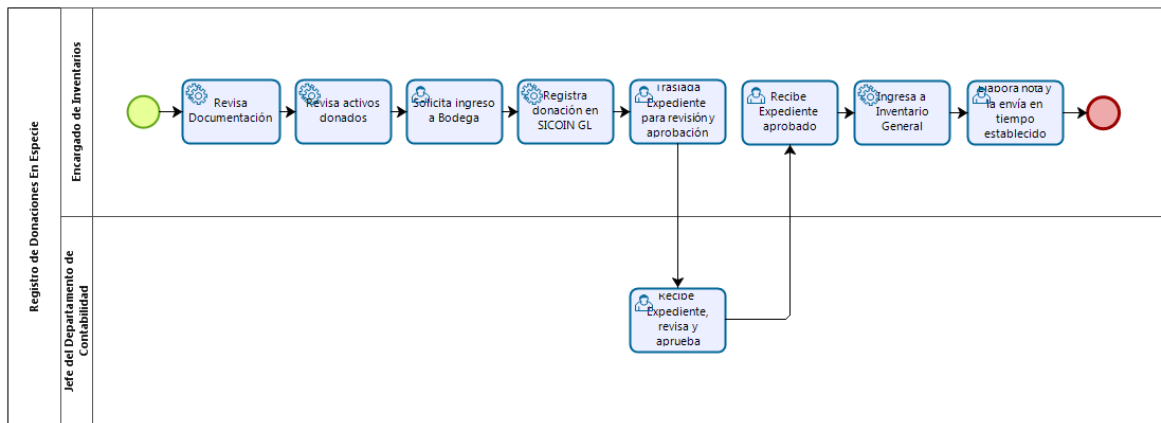 Registro de Donaciones En Especie
Encargado de Inventarios
Revisa
Documentación
Revisa activos
donados
Solicita ingreso
a Bodega
Registra
donación en
SICOIN GL
Traslada
Expediente
para revisión y
aprobación
Recibe
Expediente
aprobado
Ingresa a
Inventario
General
Elabora nota y
la envía en
tiempo
establecido
Jefe del Departamento de
Contabilidad
Recibe
Expediente,
revisa y
aprueba